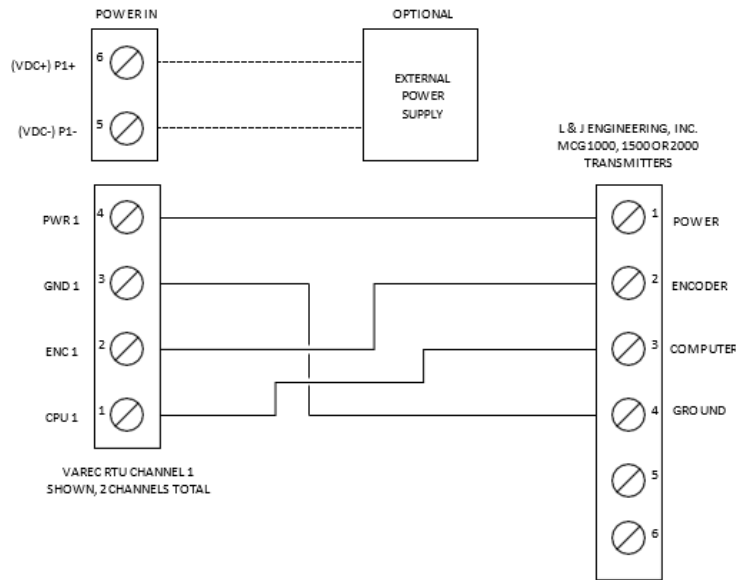 POWER IN
OPTIONAL
(VDC+) P1+
6
(VDC-) P1-
5
EXTERNAL
POWER
SUPPLY
L & J ENGINEERING, INC.
MCG1000, 1500 OR 2000
TRANSMITTERS
PWR 1
4
1
POWER
GND 1
3
2
ENCODER
ENC 1
2
3
COMPUTER
CPU 1
1
4
GROUND
VAREC RTU CHANNEL 1
SHOWN, 2 CHANNELS TOTAL
5
6